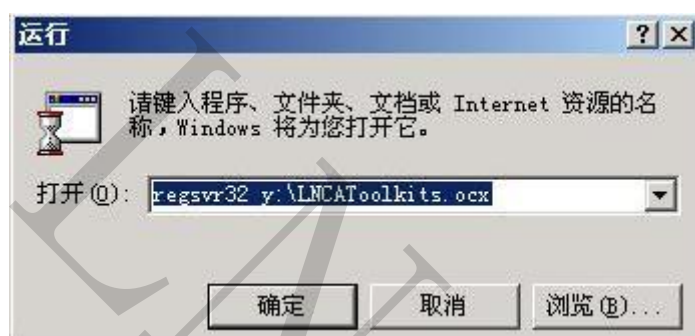 运行
请键入程序、文件夹、文档或 Internet 资源的名
称,Windows 将为您打开它。
打开(O): regsvr32 y:\LNCAToolkits.ocx
确定 取消 浏览(B)...